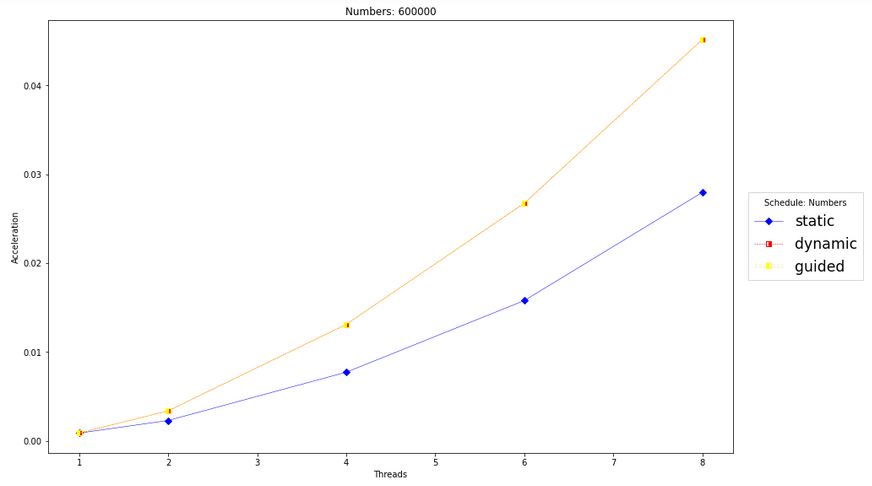 Numbers: 600000
Acceleration
0.04
0.03
0.02
0.01
0.00
1 2 3 4 5 6 7 8
Threads
Schedule: Numbers
static
dynamic
guided